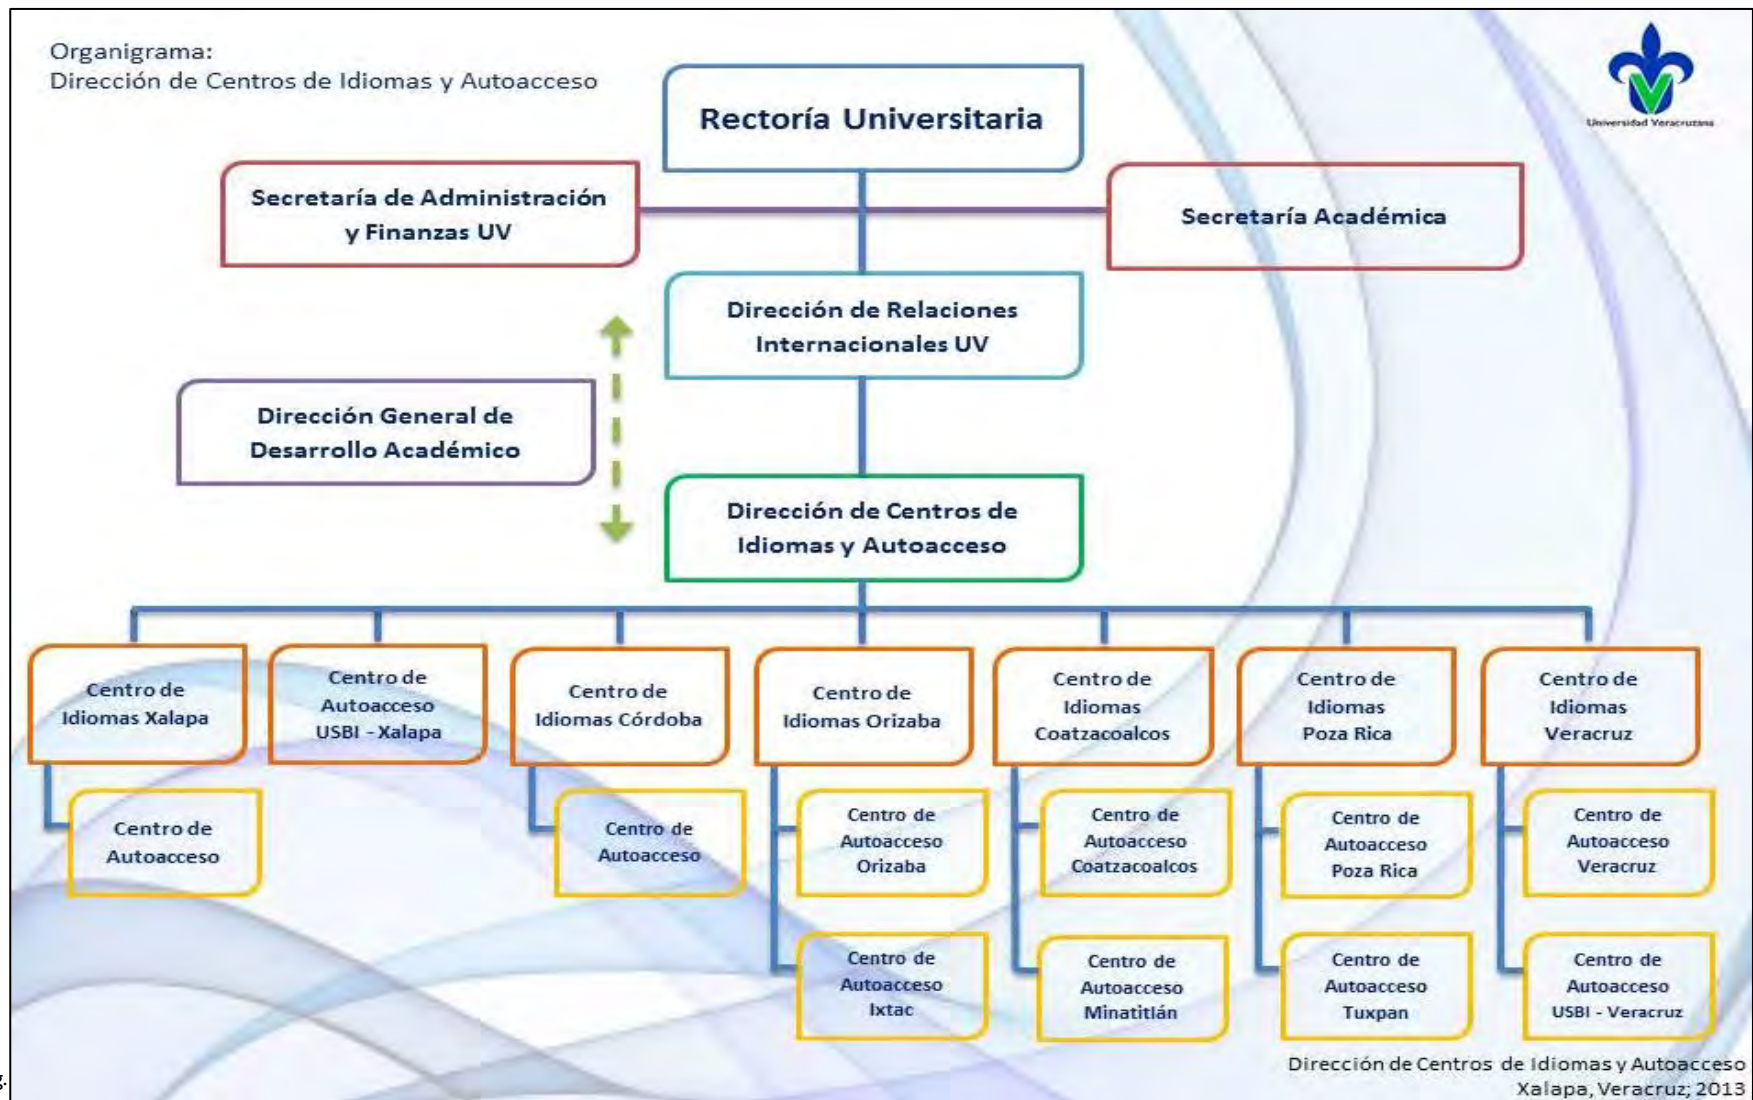 Organigrama:
Dirección de Centros de Idiomas y Autoacceso
Universidad Veracruzana
Rectoría Universitaria
Secretaría de Administración
y Finanzas UV
Secretaría Académica
Dirección de Relaciones
Internacionales UV
Dirección General de
Desarrollo Académico
Dirección de Centros de
Idiomas y Autoacceso
Centro de
Idiomas Xalapa
Centro de
Autoacceso
USBI - Xalapa
Centro de
Idiomas Córdoba
Centro de
Idiomas Orizaba
Centro de
Idiomas
Coatzacoalcos
Centro de
Idiomas
Poza Rica
Centro de
Idiomas
Veracruz
Centro de
Autoacceso
Centro de
Autoacceso
Centro de
Autoacceso
Orizaba
Centro de
Autoacceso
Coatzacoalcos
Centro de
Autoacceso
Poza Rica
Centro de
Autoacceso
Veracruz
Centro de
Autoacceso
Ixtac
Centro de
Autoacceso
Minatitlán
Centro de
Autoacceso
Tuxpan
Centro de
Autoacceso
USBI - Veracruz
Dirección de Centros de Idiomas y Autoacceso
Xalapa, Veracruz; 2013